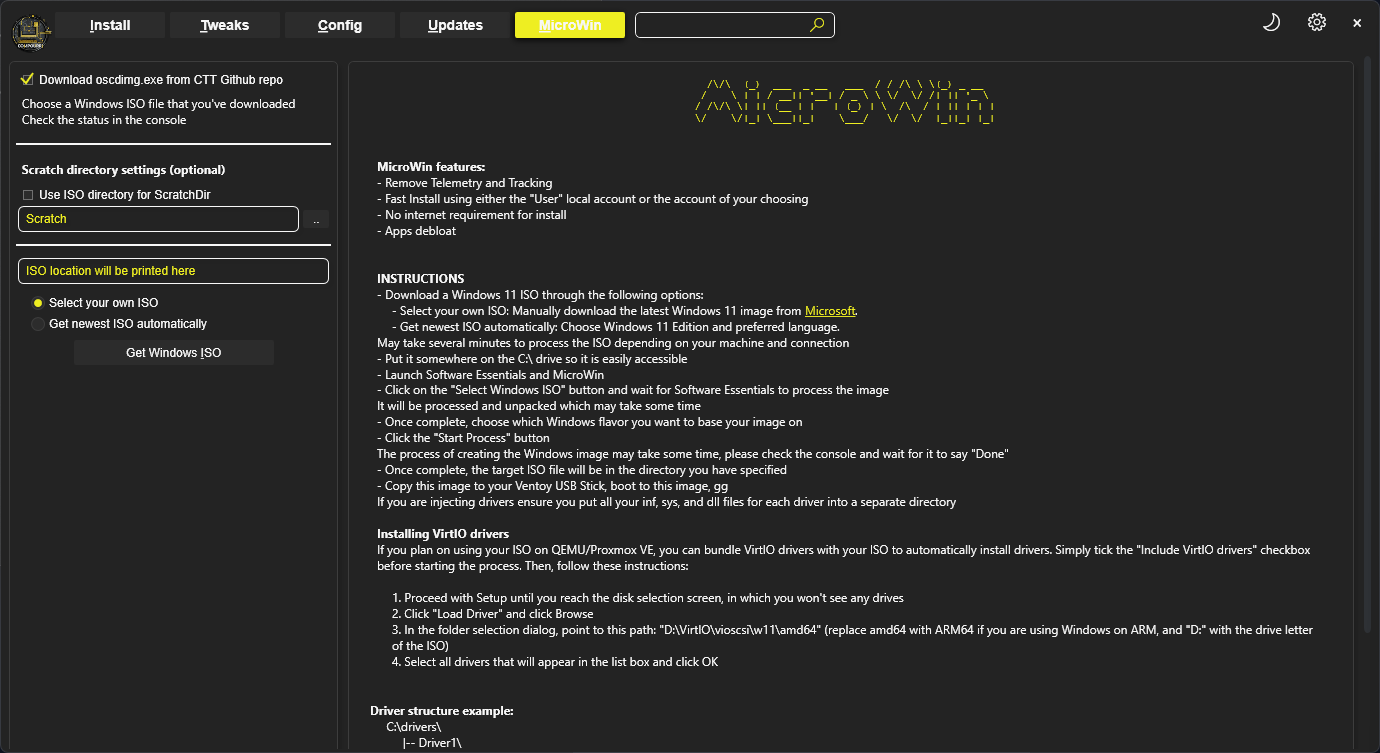 Install
Tweaks
Config
Updates
MicroWin
Download oscdimg.exe from CTT Github repo
Choose a Windows ISO file that you've downloaded
Check the status in the console
Scratch directory settings (optional)
Use ISO directory for ScratchDir
Scratch
..
ISO location will be printed here
Select your own ISO
Get newest ISO automatically
Get Windows ISO
MicroWin
MicroWin features:
- Remove Telemetry and Tracking
- Fast Install using either the "User" local account or the account of your choosing
- No internet requirement for install
- Apps debloat
INSTRUCTIONS
- Download a Windows 11 ISO through the following options:
- Select your own ISO: Manually download the latest Windows 11 image from Microsoft.
- Get newest ISO automatically: Choose Windows 11 Edition and preferred language.
May take several minutes to process the ISO depending on your machine and connection
- Put it somewhere on the C:\ drive so it is easily accessible
- Launch Software Essentials and MicroWin
- Click on the "Select Windows ISO" button and wait for Software Essentials to process the image
It will be processed and unpacked which may take some time
- Once complete, choose which Windows flavor you want to base your image on
- Click the "Start Process" button
The process of creating the Windows image may take some time, please check the console and wait for it to say "Done"
- Once complete, the target ISO file will be in the directory you have specified
- Copy this image to your Ventoy USB Stick, boot to this image, gg
If you are injecting drivers ensure you put all your inf, sys, and dll files for each driver into a separate directory
Installing VirtIO drivers
If you plan on using your ISO on QEMU/Proxmox VE, you can bundle VirtIO drivers with your ISO to automatically install drivers. Simply tick the "Include VirtIO drivers" checkbox
before starting the process. Then, follow these instructions:
1. Proceed with Setup until you reach the disk selection screen, in which you won't see any drives
2. Click "Load Driver" and click Browse
3. In the folder selection dialog, point to this path: "D:\VirtIO\vioscsi\w11\amd64" (replace amd64 with ARM64 if you are using Windows on ARM, and "D:" with the drive letter
of the ISO)
4. Select all drivers that will appear in the list box and click OK
Driver structure example:
C:\drivers\
|-- Driver1\